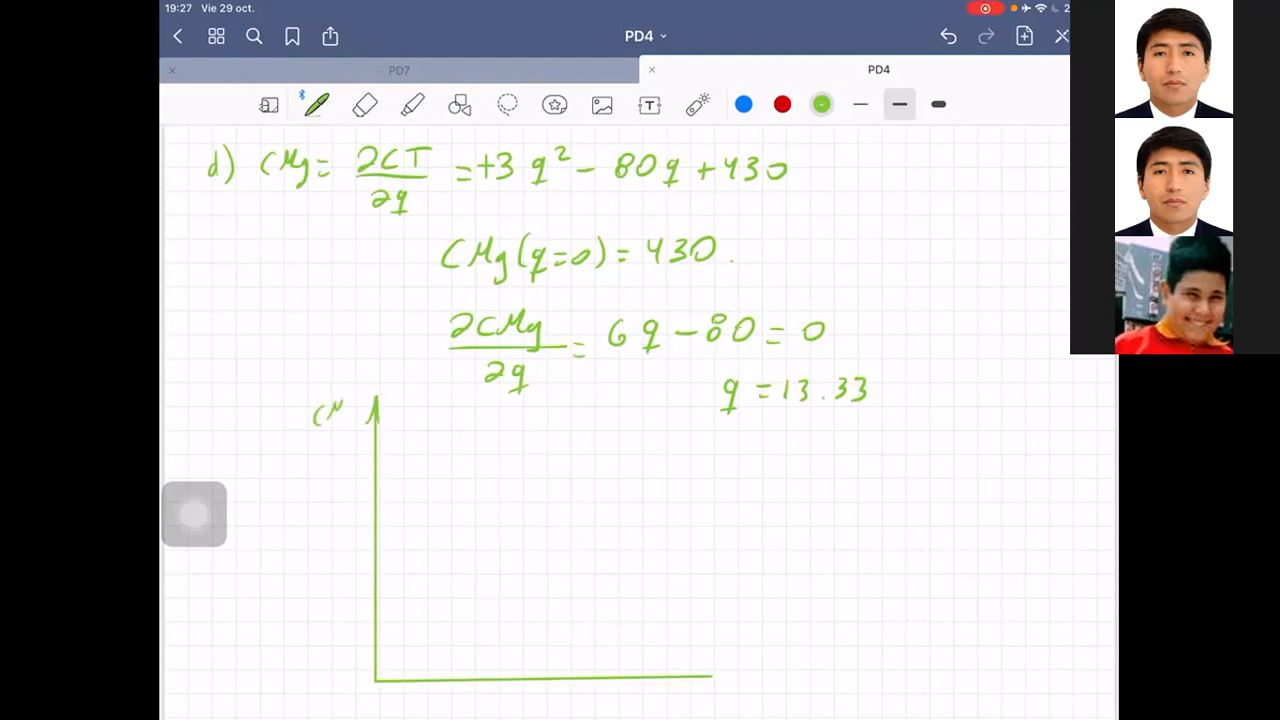 19:27 Vie 29 oct.
PD4
PD7
PD4
T
d) CMg = ∂CT/∂q = +3q² - 80q + 430
CMg(q=0) = 430.
∂CMg/∂q = 6q - 80 = 0
q = 13.33
CM